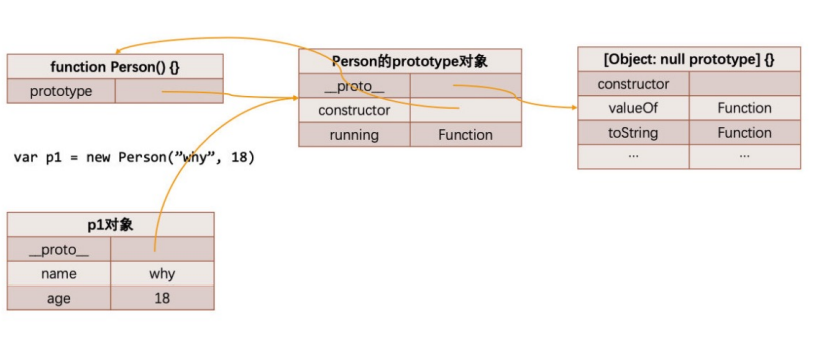 function Person() {}
prototype
Person的prototype对象
__proto__
constructor
running Function
[Object: null prototype] {}
constructor
valueOf Function
toString Function
... ...
var p1 = new Person("why", 18)
p1对象
__proto__
name why
age 18